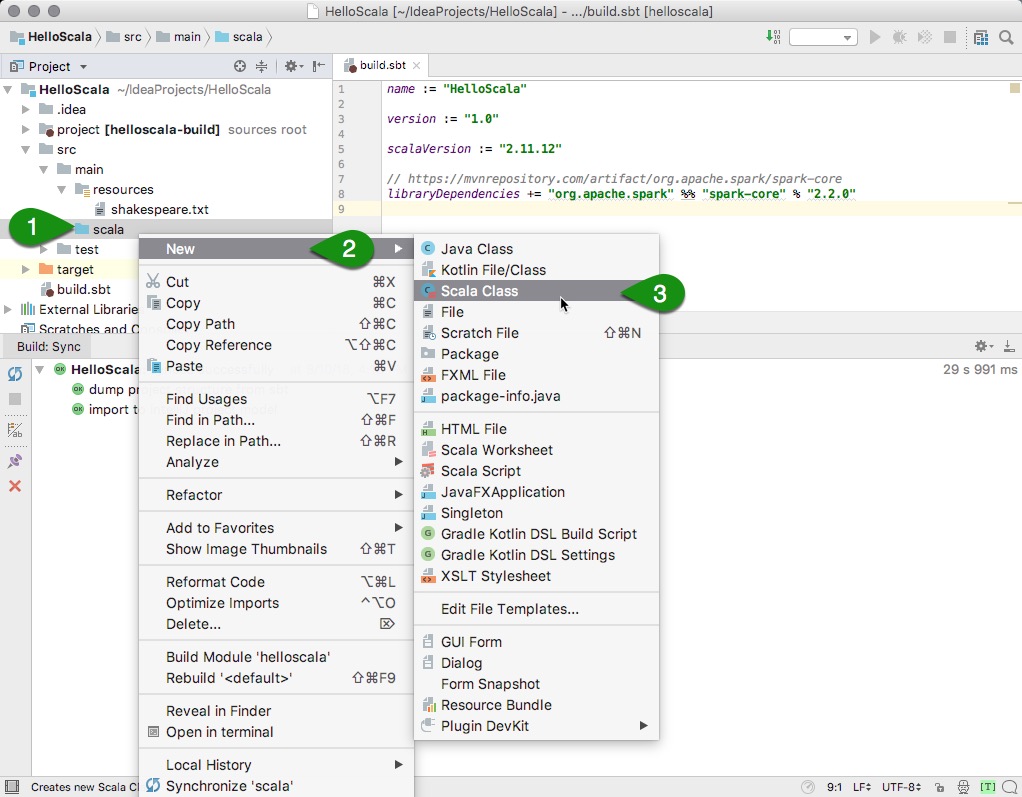 HelloScala [~/IdeaProjects/HelloScala] - .../build.sbt [helloscala]
HelloScala src main scala
Project
build.sbt
HelloScala ~/IdeaProjects/HelloScala
.idea
project [helloscala-build] sources root
src
main
resources
shakespeare.txt
scala
test
target
build.sbt
External Librarie
Scratches and Con
1 name := "HelloScala"
2
3 version := "1.0"
4
5 scalaVersion := "2.11.12"
6
7 // https://mvnrepository.com/artifact/org.apache.spark/spark-core
8 libraryDependencies += "org.apache.spark" %% "spark-core" % "2.2.0"
9
1
2
3
New
Cut ⌘X
Copy ⌘C
Copy Path ⇧⌘C
Copy Reference ⌥⇧⌘C
Paste ⌘V
Find Usages ⌥F7
Find in Path... ⇧⌘F
Replace in Path... ⇧⌘R
Analyze
Refactor
Add to Favorites
Show Image Thumbnails ⇧⌘T
Reformat Code ⌥⌘L
Optimize Imports ^⌥O
Delete... ⌦
Build Module 'helloscala'
Rebuild '<default>' ⇧⌘F9
Reveal in Finder
Open in terminal
Local History
Synchronize 'scala'
Java Class
Kotlin File/Class
Scala Class
File
Scratch File ⇧⌘N
Package
FXML File
package-info.java
HTML File
Scala Worksheet
Scala Script
JavaFXApplication
Singleton
Gradle Kotlin DSL Build Script
Gradle Kotlin DSL Settings
XSLT Stylesheet
Edit File Templates...
GUI Form
Dialog
Form Snapshot
Resource Bundle
Plugin DevKit
Build: Sync
HelloScala 29 s 991 ms
dump pr
import t
Creates new Scala Cl 9:1 LF UTF-8 [T]